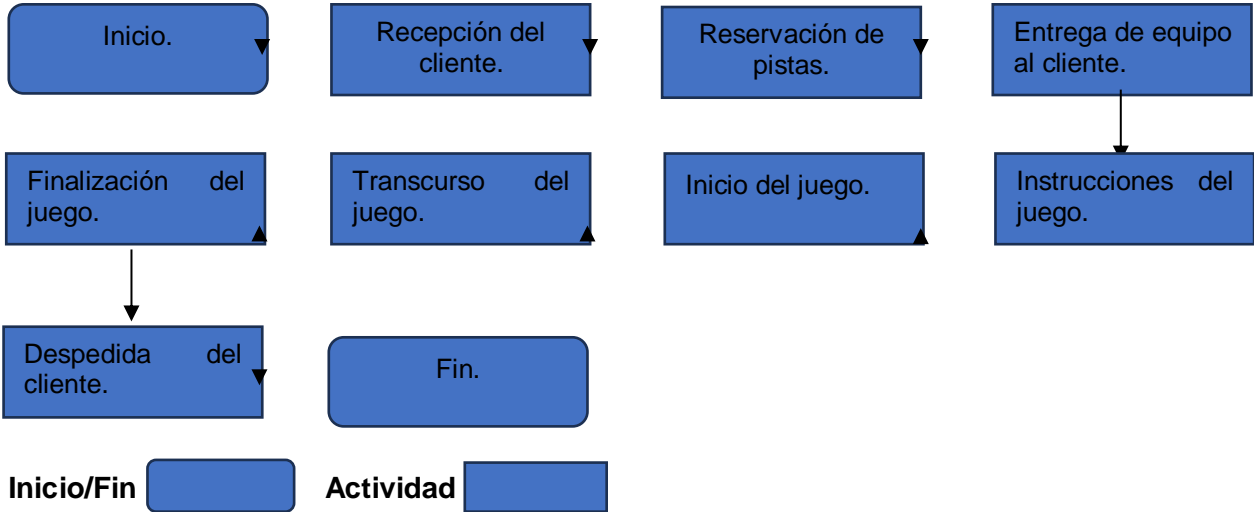 Inicio.
Recepción del
cliente.
Reservación de
pistas.
Entrega de equipo
al cliente.
Finalización del
juego.
Transcurso del
juego.
Inicio del juego.
Instrucciones del
juego.
Despedida del
cliente.
Fin.
Inicio/Fin
Actividad